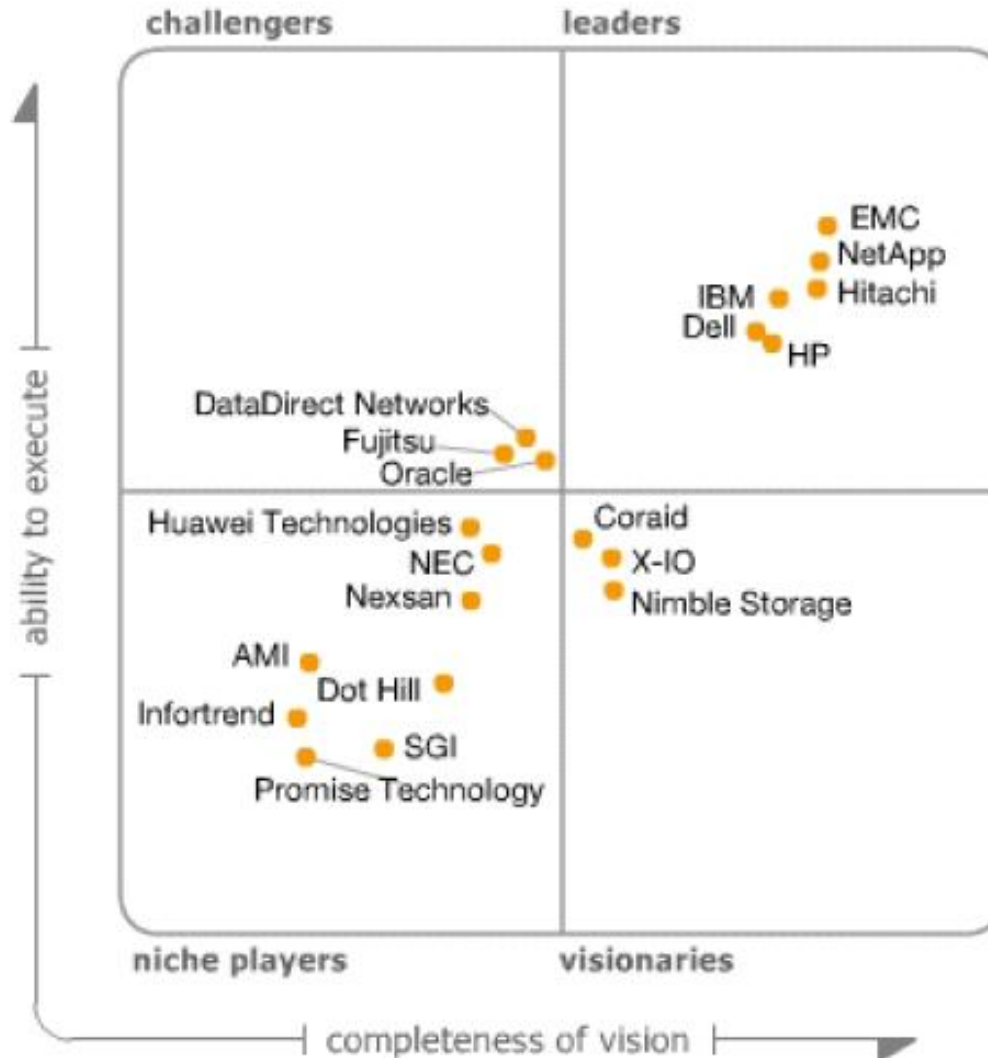 challengers
leaders
EMC
NetApp
IBM
Hitachi
Dell
HP
DataDirect Networks
Fujitsu
Oracle
ability to execute
Huawei Technologies
Coraid
NEC
X-IO
Nexsan
Nimble Storage
AMI
Dot Hill
Infortrend
SGI
Promise Technology
niche players
visionaries
completeness of vision